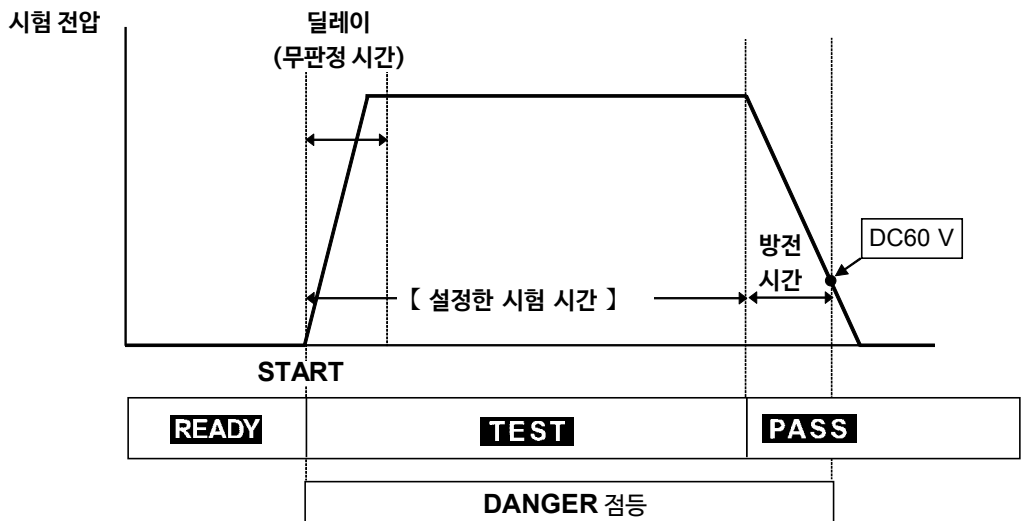 시험 전압
딜레이
(무판정 시간)
DC60 V
방전
시간
【 설정한 시험 시간 】
START
READY
TEST
PASS
DANGER 점등